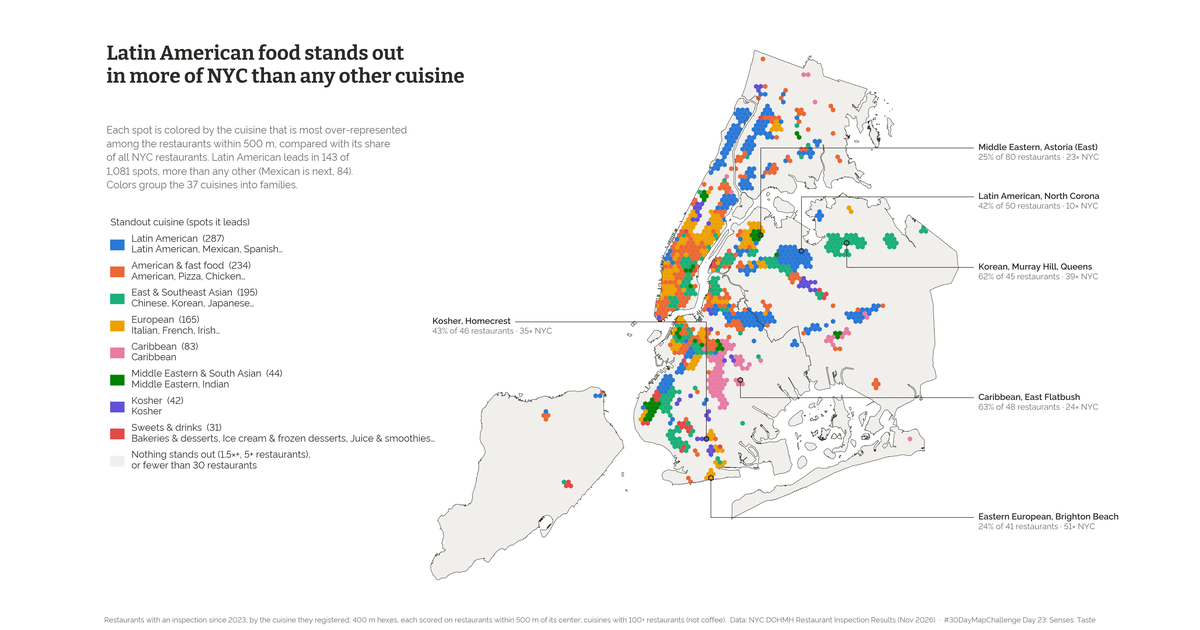 Latin American food stands out
in more of NYC than any other cuisine
Each spot is colored by the cuisine that is most over-represented
among the restaurants within 500 m, compared with its share
of all NYC restaurants. Latin American leads in 143 of
1,081 spots, more than any other (Mexican is next, 84).
Colors group the 37 cuisines into families.
Standout cuisine (spots it leads)
Latin American (287)
Latin American, Mexican, Spanish…
American & fast food (234)
American, Pizza, Chicken…
East & Southeast Asian (195)
Chinese, Korean, Japanese…
European (165)
Italian, French, Irish…
Caribbean (83)
Caribbean
Middle Eastern & South Asian (44)
Middle Eastern, Indian
Kosher (42)
Kosher
Sweets & drinks (31)
Bakeries & desserts, Ice cream & frozen desserts, Juice & smoothies…
Nothing stands out (1.5×+, 5+ restaurants),
or fewer than 30 restaurants
Middle Eastern, Astoria (East)
25% of 80 restaurants · 23× NYC
Latin American, North Corona
42% of 50 restaurants · 10× NYC
Korean, Murray Hill, Queens
62% of 45 restaurants · 39× NYC
Kosher, Homecrest
43% of 46 restaurants · 35× NYC
Caribbean, East Flatbush
63% of 48 restaurants · 24× NYC
Eastern European, Brighton Beach
24% of 41 restaurants · 51× NYC
Restaurants with an inspection since 2023, by the cuisine they registered; 400 m hexes, each scored on restaurants within 500 m of its center; cuisines with 100+ restaurants (not coffee). Data: NYC DOHMH Restaurant Inspection Results (Nov 2026) · #30DayMapChallenge Day 23: Senses: Taste